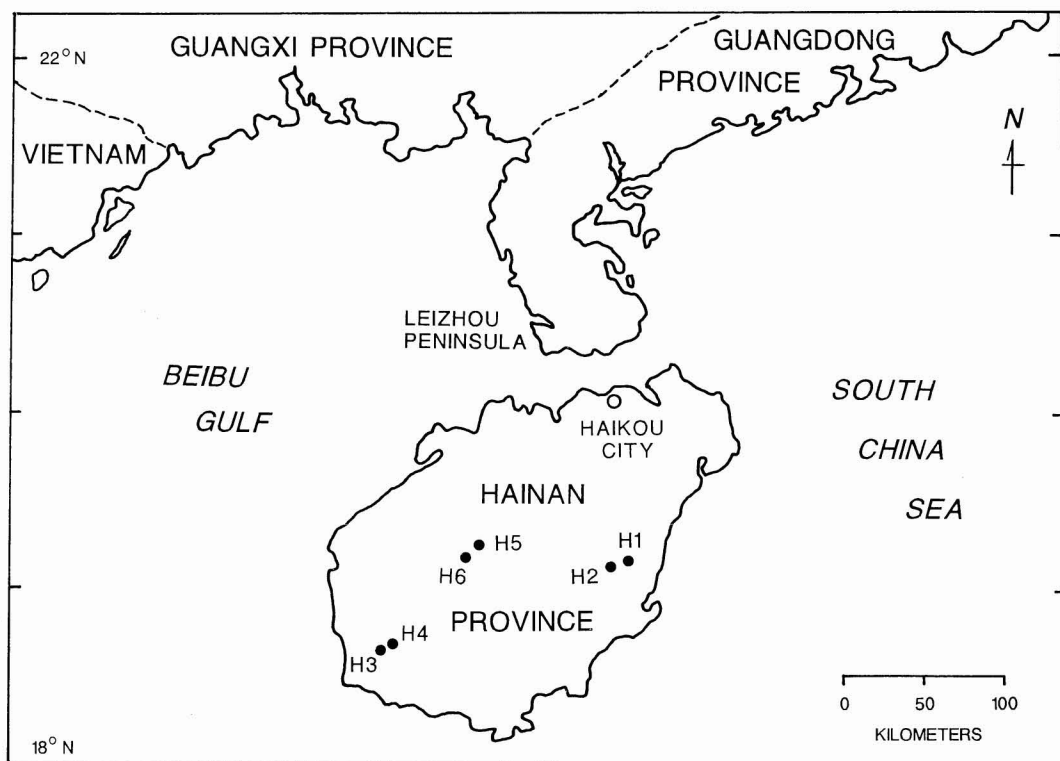 22° N
GUANGXI PROVINCE
GUANGDONG
PROVINCE
VIETNAM
N
LEIZHOU
PENINSULA
BEIBU
GULF
SOUTH
CHINA
SEA
HAIKOU
CITY
HAINAN
H5
H6
H1
H2
PROVINCE
H4
H3
0 50 100
KILOMETERS
18° N